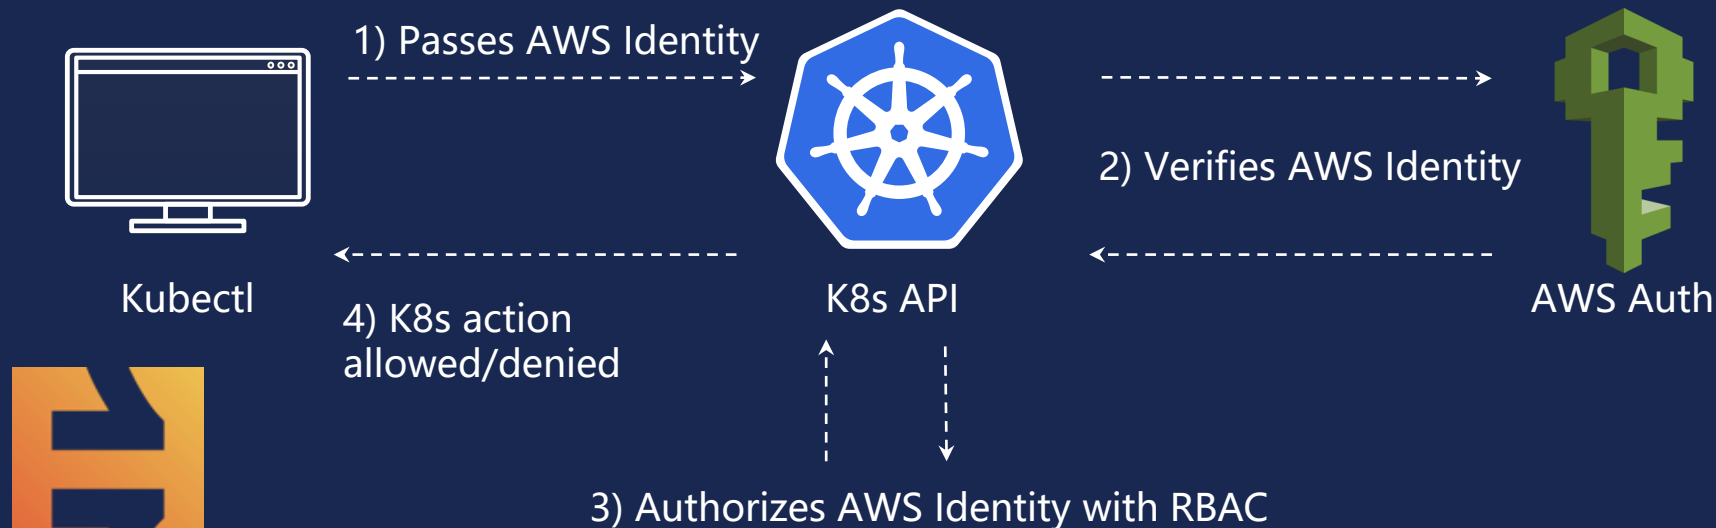 1) Passes AWS Identity
2) Verifies AWS Identity
Kubectl
K8s API
AWS Auth
4) K8s action
allowed/denied
3) Authorizes AWS Identity with RBAC